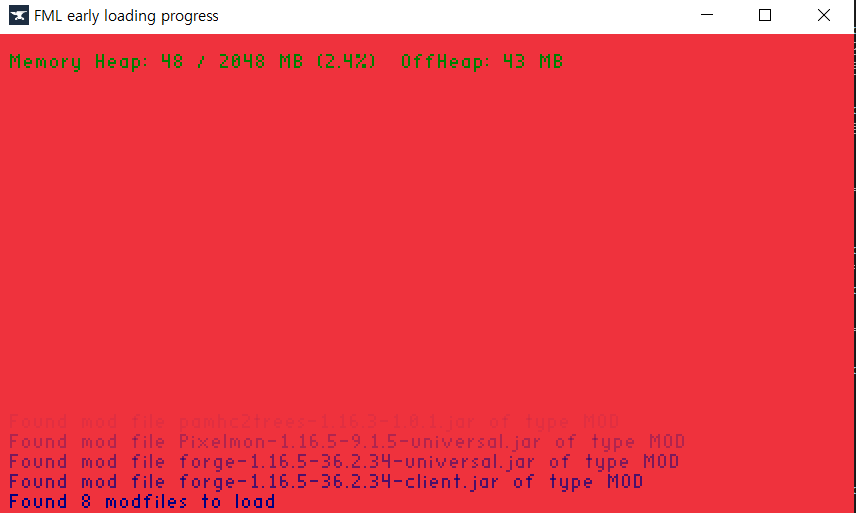 FML early loading progress
Memory Heap: 48 / 2048 MB (2.4%) OffHeap: 43 MB
Found mod file pamhc2trees-1.16.3-1.0.1.jar of type MOD
Found mod file Pixelmon-1.16.5-9.1.5-universal.jar of type MOD
Found mod file forge-1.16.5-36.2.34-universal.jar of type MOD
Found mod file forge-1.16.5-36.2.34-client.jar of type MOD
Found 8 modfiles to load